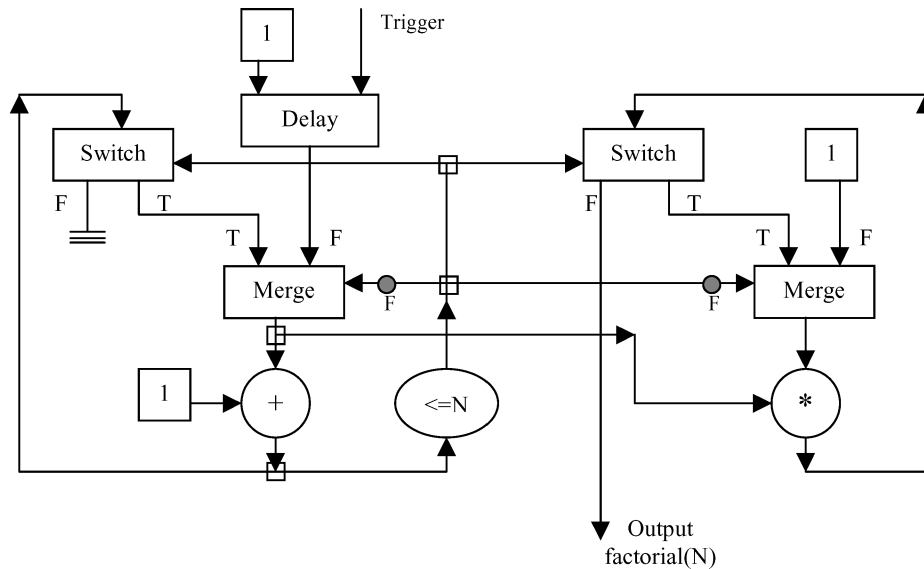 1
Trigger
Delay
Switch
Switch
1
F
T
F
T
T
F
T
F
Merge
Merge
F
F
1
+
<=N
*
Output
factorial(N)